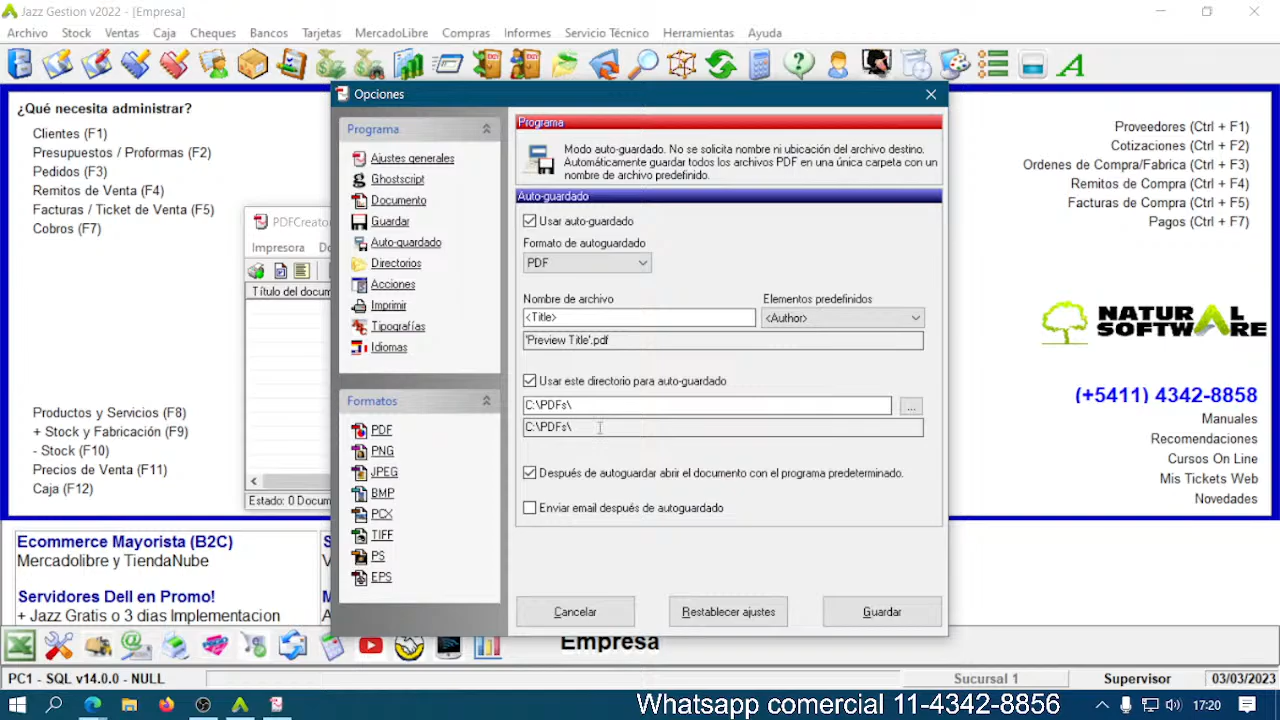 Jazz Gestion v2022 - [Empresa]
Archivo Stock Ventas Caja Cheques Bancos Tarjetas MercadoLibre Compras Informes Servicio Técnico Herramientas Ayuda
¿Qué necesita administrar?
Clientes (F1)
Presupuestos / Proformas (F2)
Pedidos (F3)
Remitos de Venta (F4)
Facturas / Ticket de Venta (F5)
Cobros (F7)
Productos y Servicios (F8)
+ Stock y Fabricación (F9)
- Stock (F10)
Precios de Venta (F11)
Caja (F12)
PDFCreato
Impresora Do
Título del docum
Estado: 0 Docum
Opciones
Programa
Ajustes generales
Ghostscript
Documento
Guardar
Auto-guardado
Directorios
Acciones
Imprimir
Tipografías
Idiomas
Formatos
PDF
PNG
JPEG
BMP
PCX
TIFF
PS
EPS
Programa
Modo auto-guardado. No se solicita nombre ni ubicación del archivo destino.
Automáticamente guardar todos los archivos PDF en una única carpeta con un
nombre de archivo predefinido.
Auto-guardado
Usar auto-guardado
Formato de autoguardado
PDF
Nombre de archivo Elementos predefinidos
<Title> <Author>
'Preview Title'.pdf
Usar este directorio para auto-guardado
C:\PDFs\ ...
C:\PDFs\
Después de autoguardar abrir el documento con el programa predeterminado.
Enviar email después de autoguardado
Cancelar Restablecer ajustes Guardar
Proveedores (Ctrl + F1)
Cotizaciones (Ctrl + F2)
Ordenes de Compra/Fabrica (Ctrl + F3)
Remitos de Compra (Ctrl + F4)
Facturas de Compra (Ctrl + F5)
Pagos (Ctrl + F7)
NATURAL
SOFTWARE
(+5411) 4342-8858
Manuales
Recomendaciones
Cursos On Line
Mis Tickets Web
Novedades
Ecommerce Mayorista (B2C)
Mercadolibre y TiendaNube
Servidores Dell en Promo!
+ Jazz Gratis o 3 dias Implementacion
Empresa
PC1 - SQL v14.0.0 - NULL Sucursal 1 Supervisor 03/03/2023
Whatsapp comercial 11-4342-8856 17:20